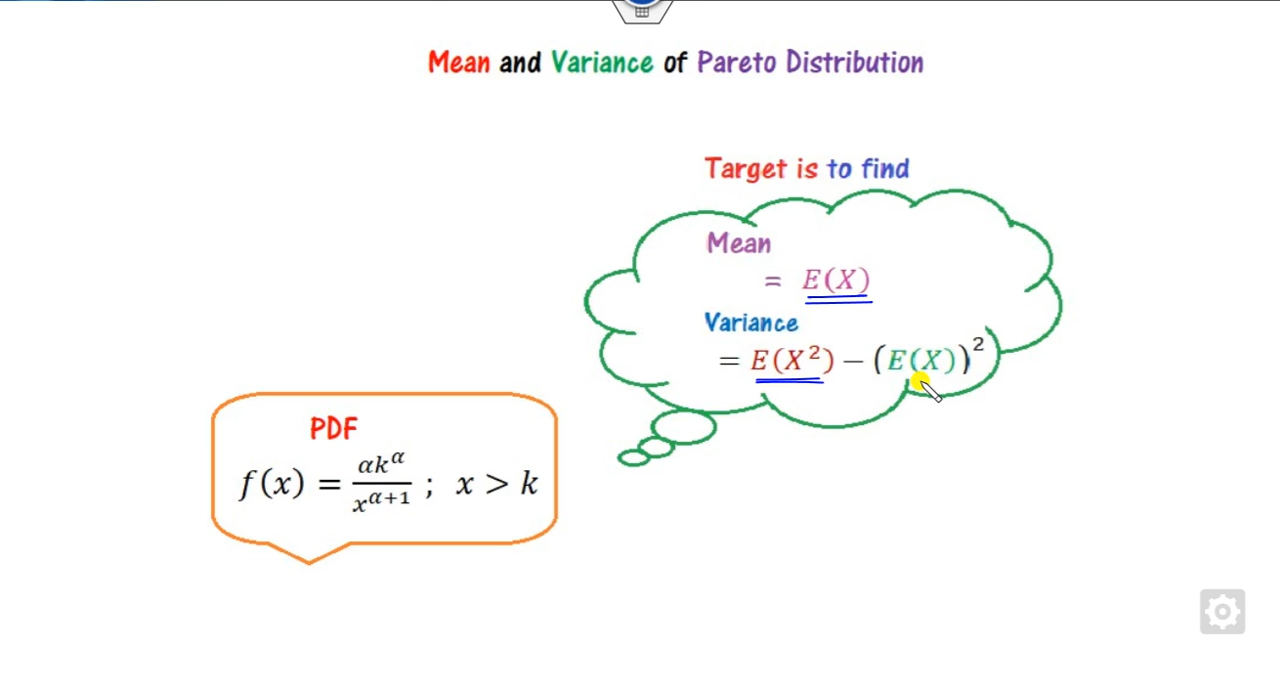 Mean and Variance of Pareto Distribution
Target is to find
Mean
= E(X)
Variance
= E(X²) − (E(X))²
PDF
f(x) = αk^α / x^(α+1) ; x > k